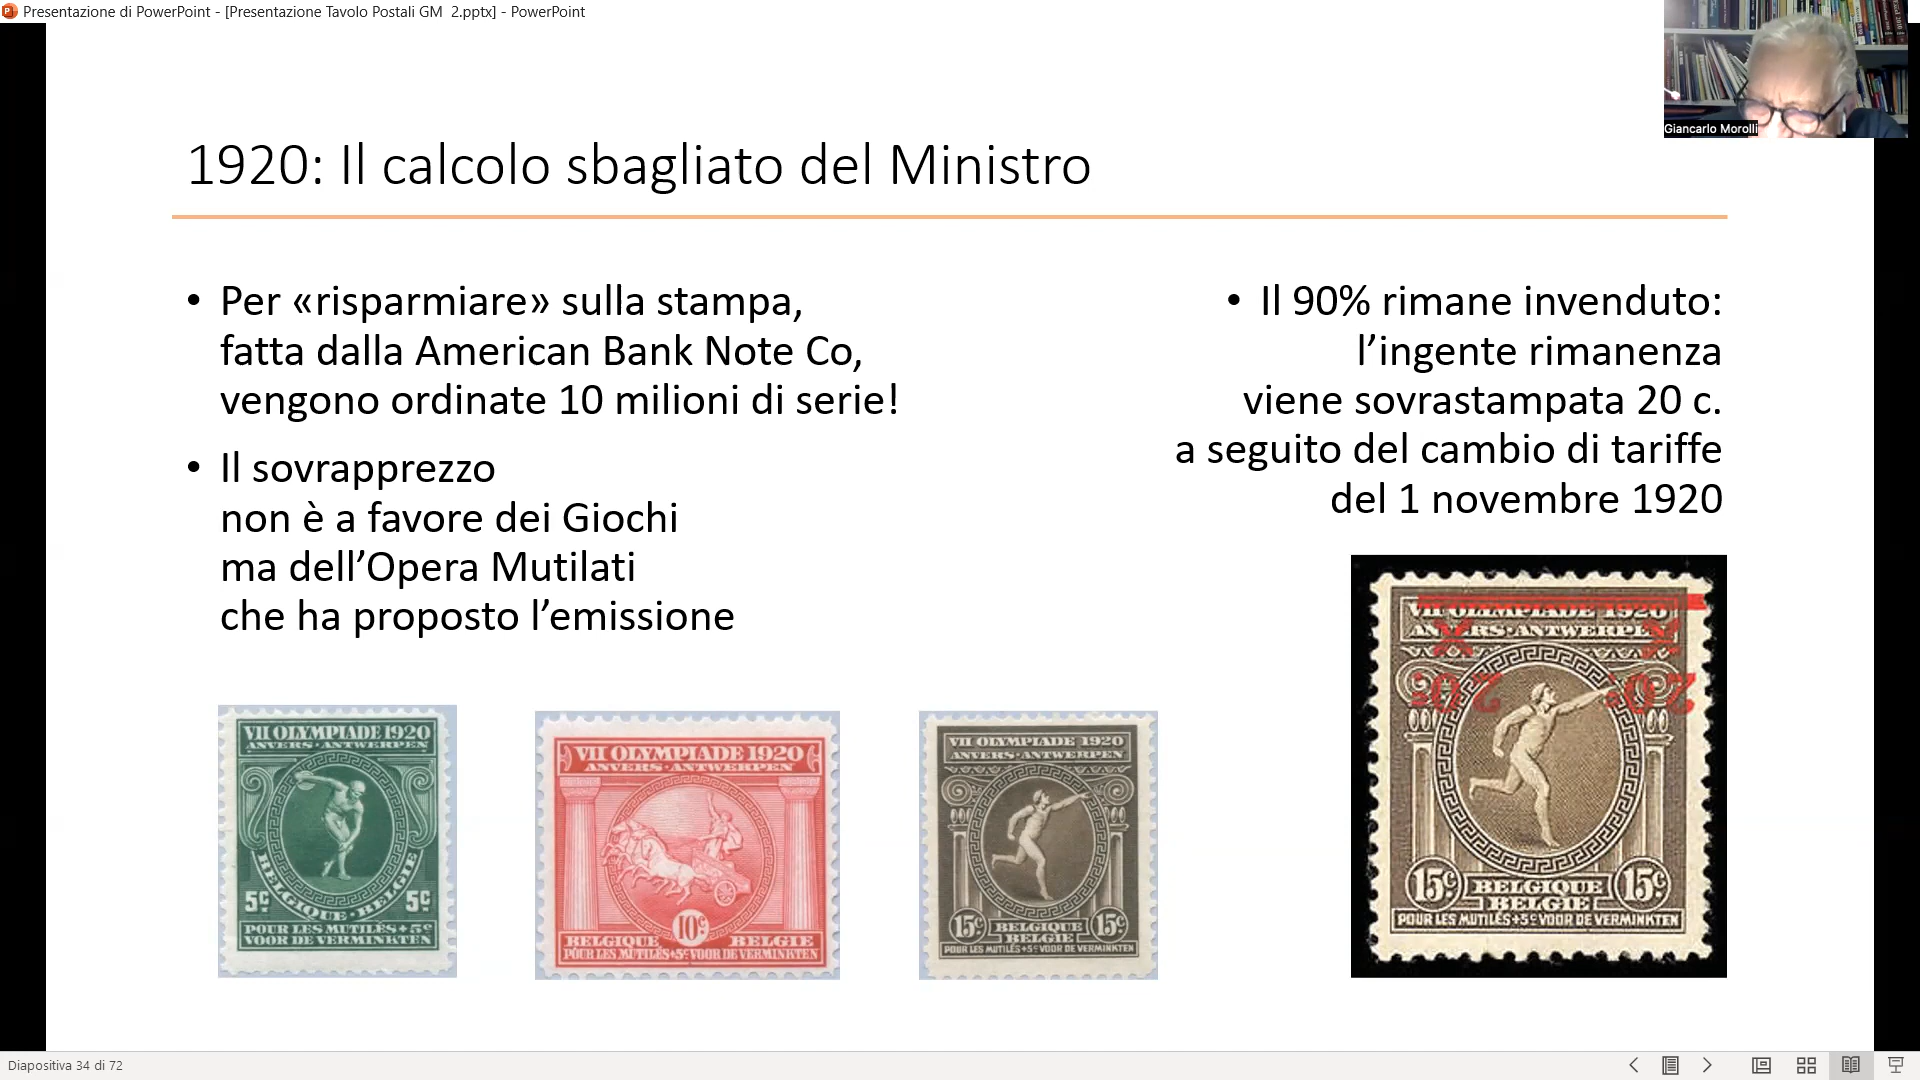 Presentazione di PowerPoint - [Presentazione Tavolo Postali GM 2.pptx] - PowerPoint
Giancarlo Morolli
1920: Il calcolo sbagliato del Ministro
• Per «risparmiare» sulla stampa,
fatta dalla American Bank Note Co,
vengono ordinate 10 milioni di serie!
• Il sovrapprezzo
non è a favore dei Giochi
ma dell’Opera Mutilati
che ha proposto l’emissione
• Il 90% rimane invenduto:
l’ingente rimanenza
viene sovrastampata 20 c.
a seguito del cambio di tariffe
del 1 novembre 1920
VII OLYMPIADE 1920
ANVERS·ANTWERPEN
5c 5c
BELGIQUE·BELGIE
POUR LES MUTILÉS+5c
VOOR DE VERMINKTEN
VII OLYMPIADE 1920
ANVERS·ANTWERPEN
10c
BELGIQUE BELGIE
POUR LES MUTILÉS+5c VOOR DE VERMINKTEN
VII OLYMPIADE 1920
ANVERS·ANTWERPEN
15c BELGIQUE 15c
BELGIE
POUR LES MUTILÉS+5c VOOR DE VERMINKTEN
VII OLYMPIADE 1920
ANVERS·ANTWERPEN
20c 20c
15c BELGIQUE 15c
BELGIE
POUR LES MUTILÉS+5c VOOR DE VERMINKTEN
Diapositiva 34 di 72